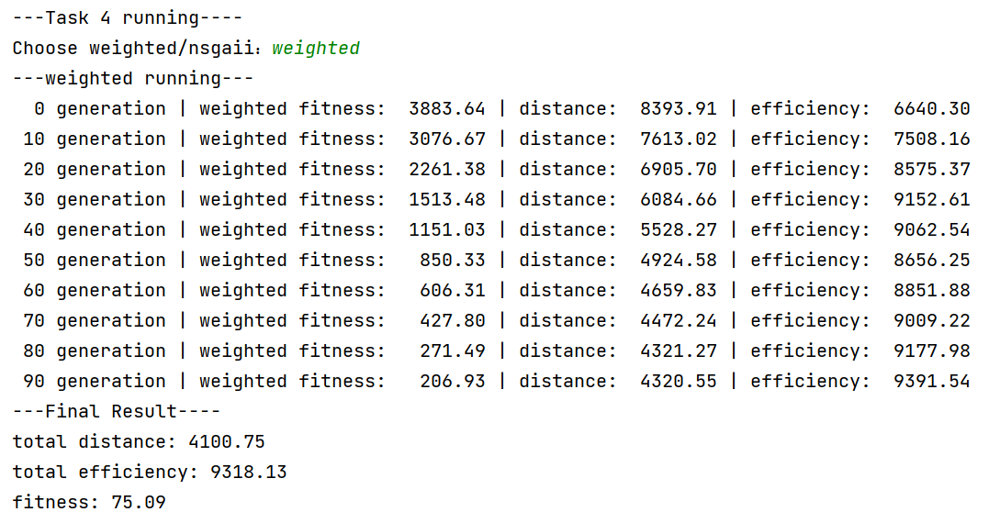 ---Task 4 running----
Choose weighted/nsgaii：weighted
---weighted running---
  0 generation | weighted fitness:  3883.64 | distance:  8393.91 | efficiency:  6640.30
 10 generation | weighted fitness:  3076.67 | distance:  7613.02 | efficiency:  7508.16
 20 generation | weighted fitness:  2261.38 | distance:  6905.70 | efficiency:  8575.37
 30 generation | weighted fitness:  1513.48 | distance:  6084.66 | efficiency:  9152.61
 40 generation | weighted fitness:  1151.03 | distance:  5528.27 | efficiency:  9062.54
 50 generation | weighted fitness:   850.33 | distance:  4924.58 | efficiency:  8656.25
 60 generation | weighted fitness:   606.31 | distance:  4659.83 | efficiency:  8851.88
 70 generation | weighted fitness:   427.80 | distance:  4472.24 | efficiency:  9009.22
 80 generation | weighted fitness:   271.49 | distance:  4321.27 | efficiency:  9177.98
 90 generation | weighted fitness:   206.93 | distance:  4320.55 | efficiency:  9391.54
---Final Result----
total distance: 4100.75
total efficiency: 9318.13
fitness: 75.09